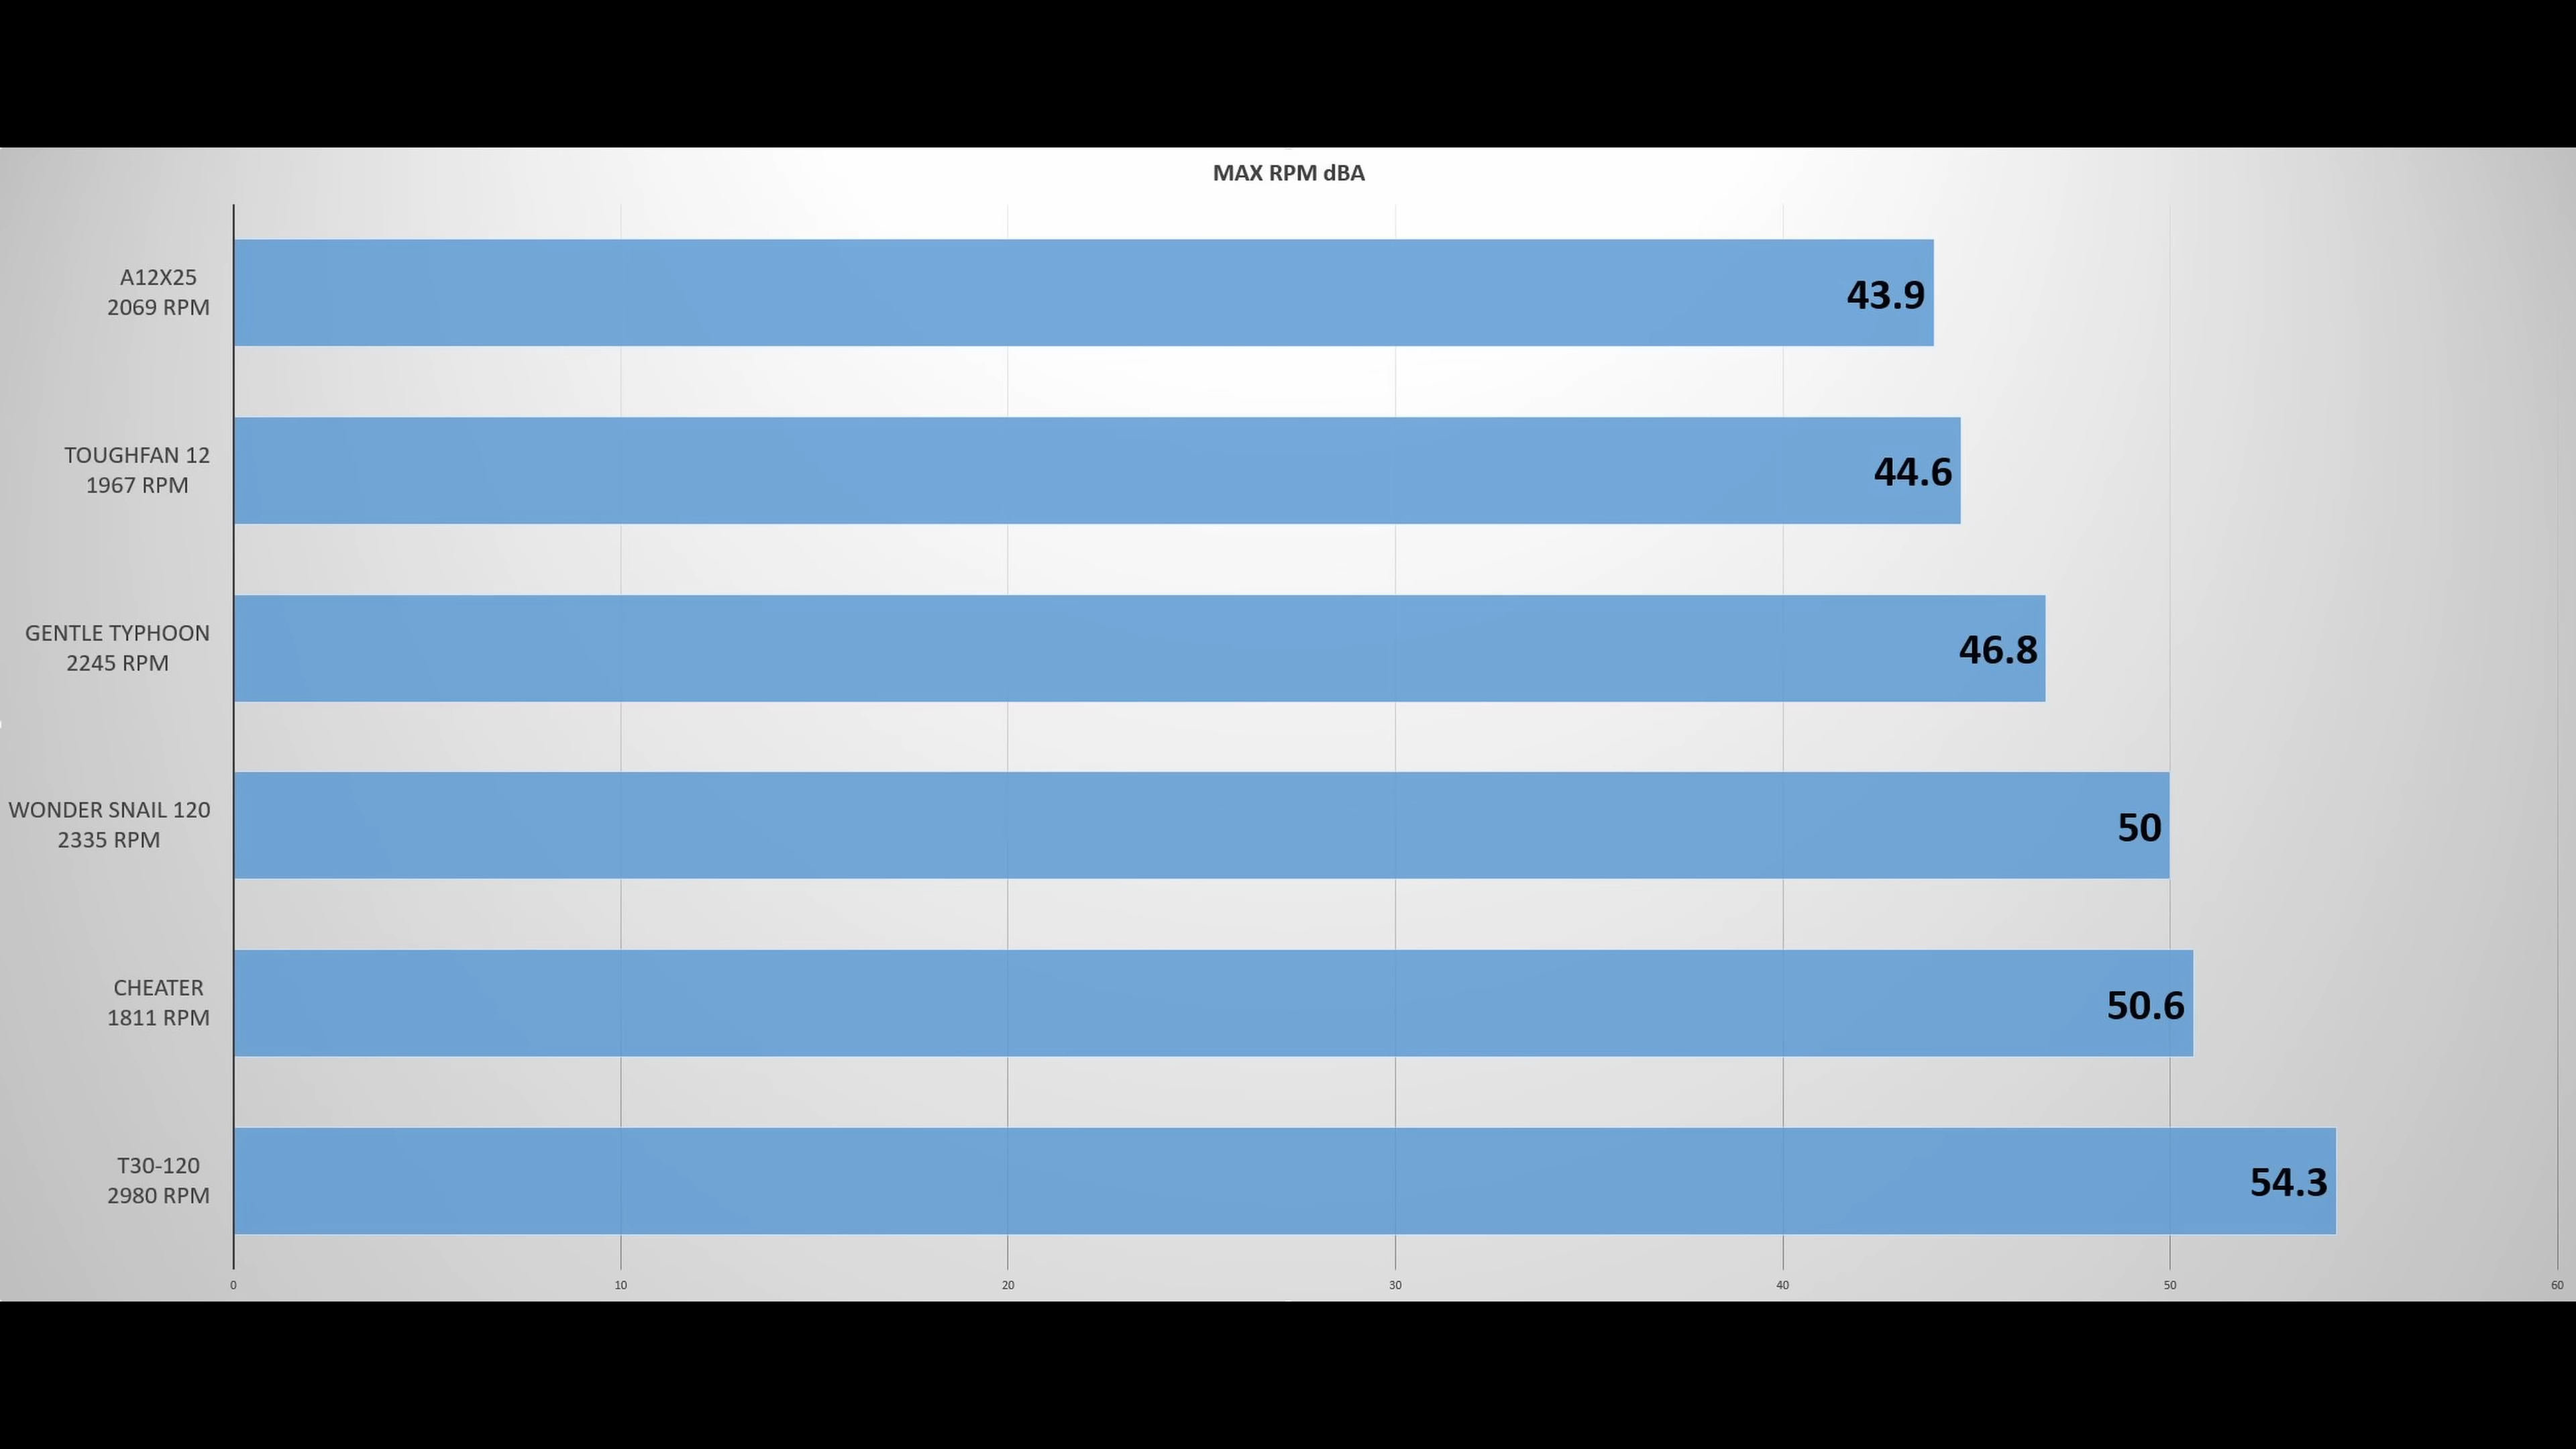 MAX RPM dBA
A12X25
2069 RPM
43.9
TOUGHFAN 12
1967 RPM
44.6
GENTLE TYPHOON
2245 RPM
46.8
WONDER SNAIL 120
2335 RPM
50
CHEATER
1811 RPM
50.6
T30-120
2980 RPM
54.3
0 10 20 30 40 50 60